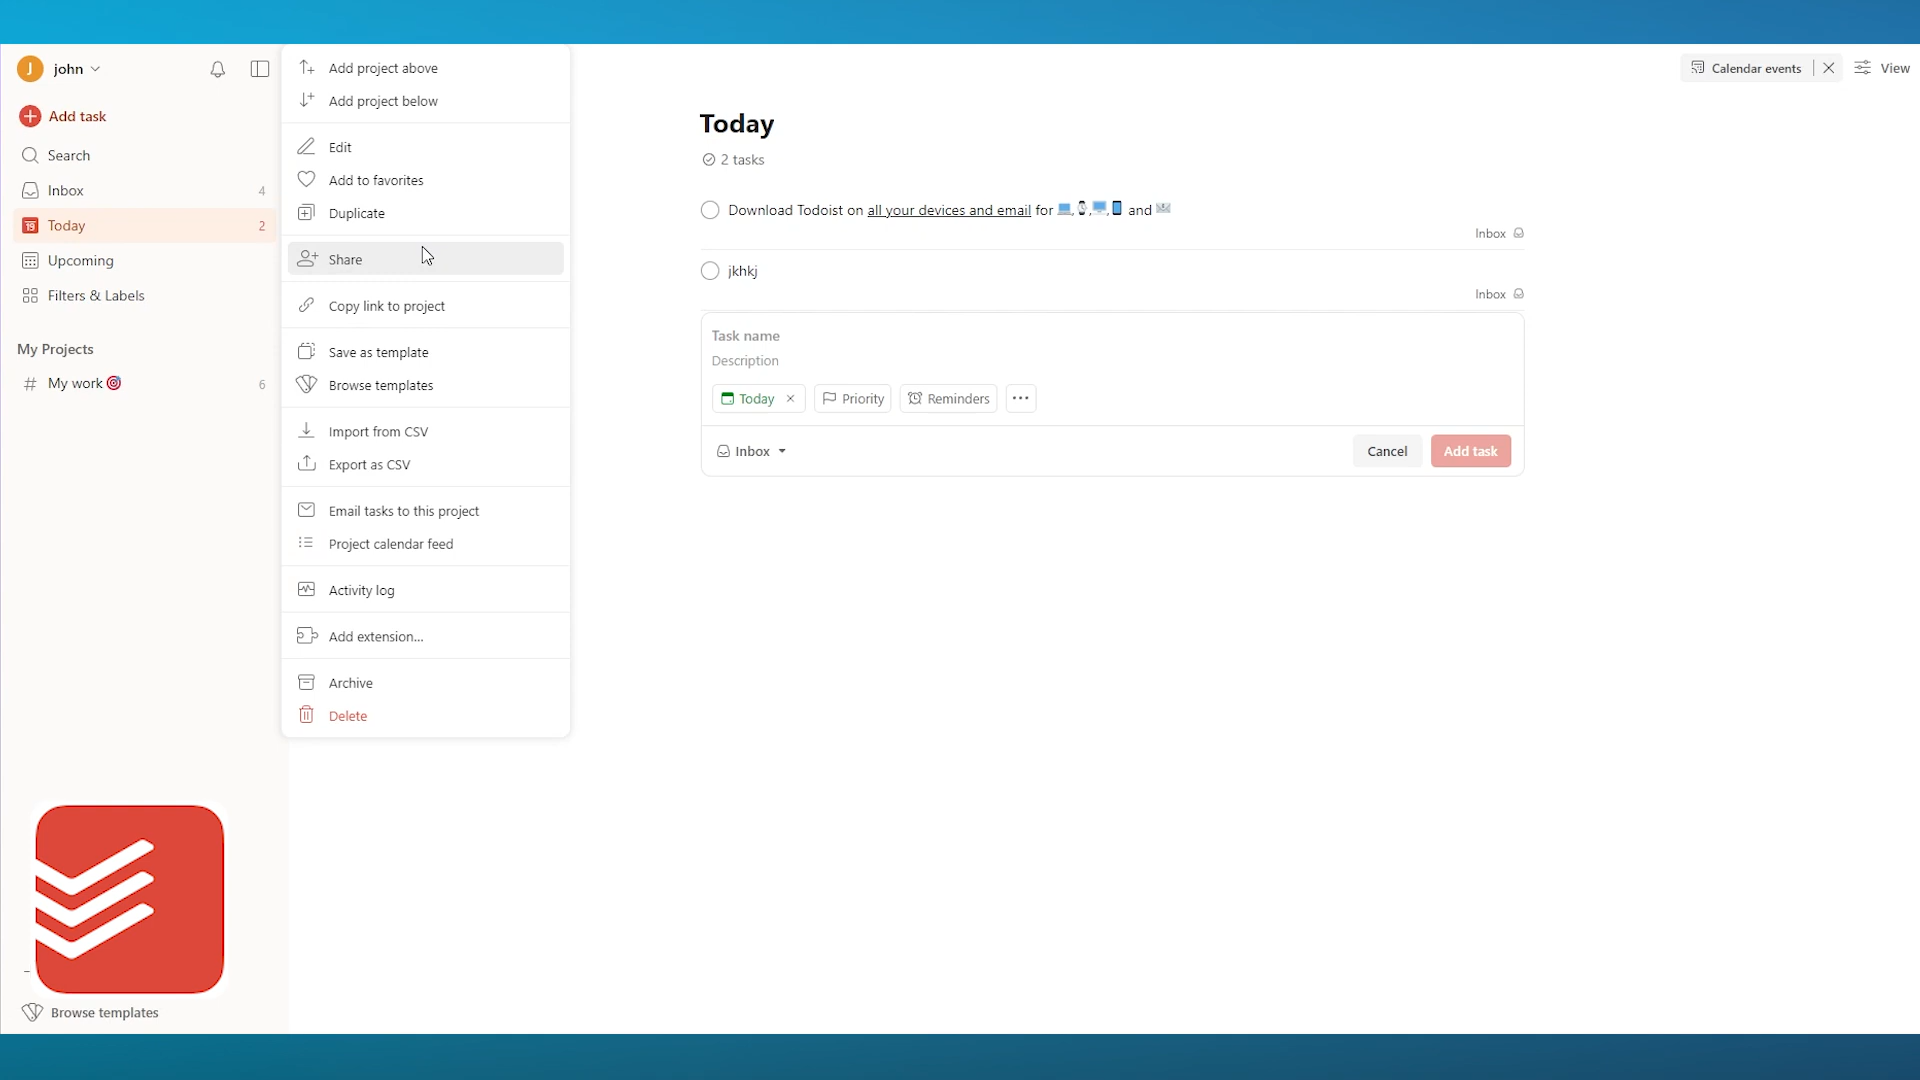 J john
Add task
Search
Inbox 4
19 Today 2
Upcoming
Filters & Labels
My Projects
# My work 🎯 6
Browse templates
Add project above
Add project below
Edit
Add to favorites
Duplicate
Share
Copy link to project
Save as template
Browse templates
Import from CSV
Export as CSV
Email tasks to this project
Project calendar feed
Activity log
Add extension...
Archive
Delete
Calendar events
View
Today
2 tasks
Download Todoist on all your devices and email for 💻,⌚,🖥️,📱 and 📨
Inbox
jkhkj
Inbox
Task name
Description
Today Priority Reminders
Inbox Cancel Add task